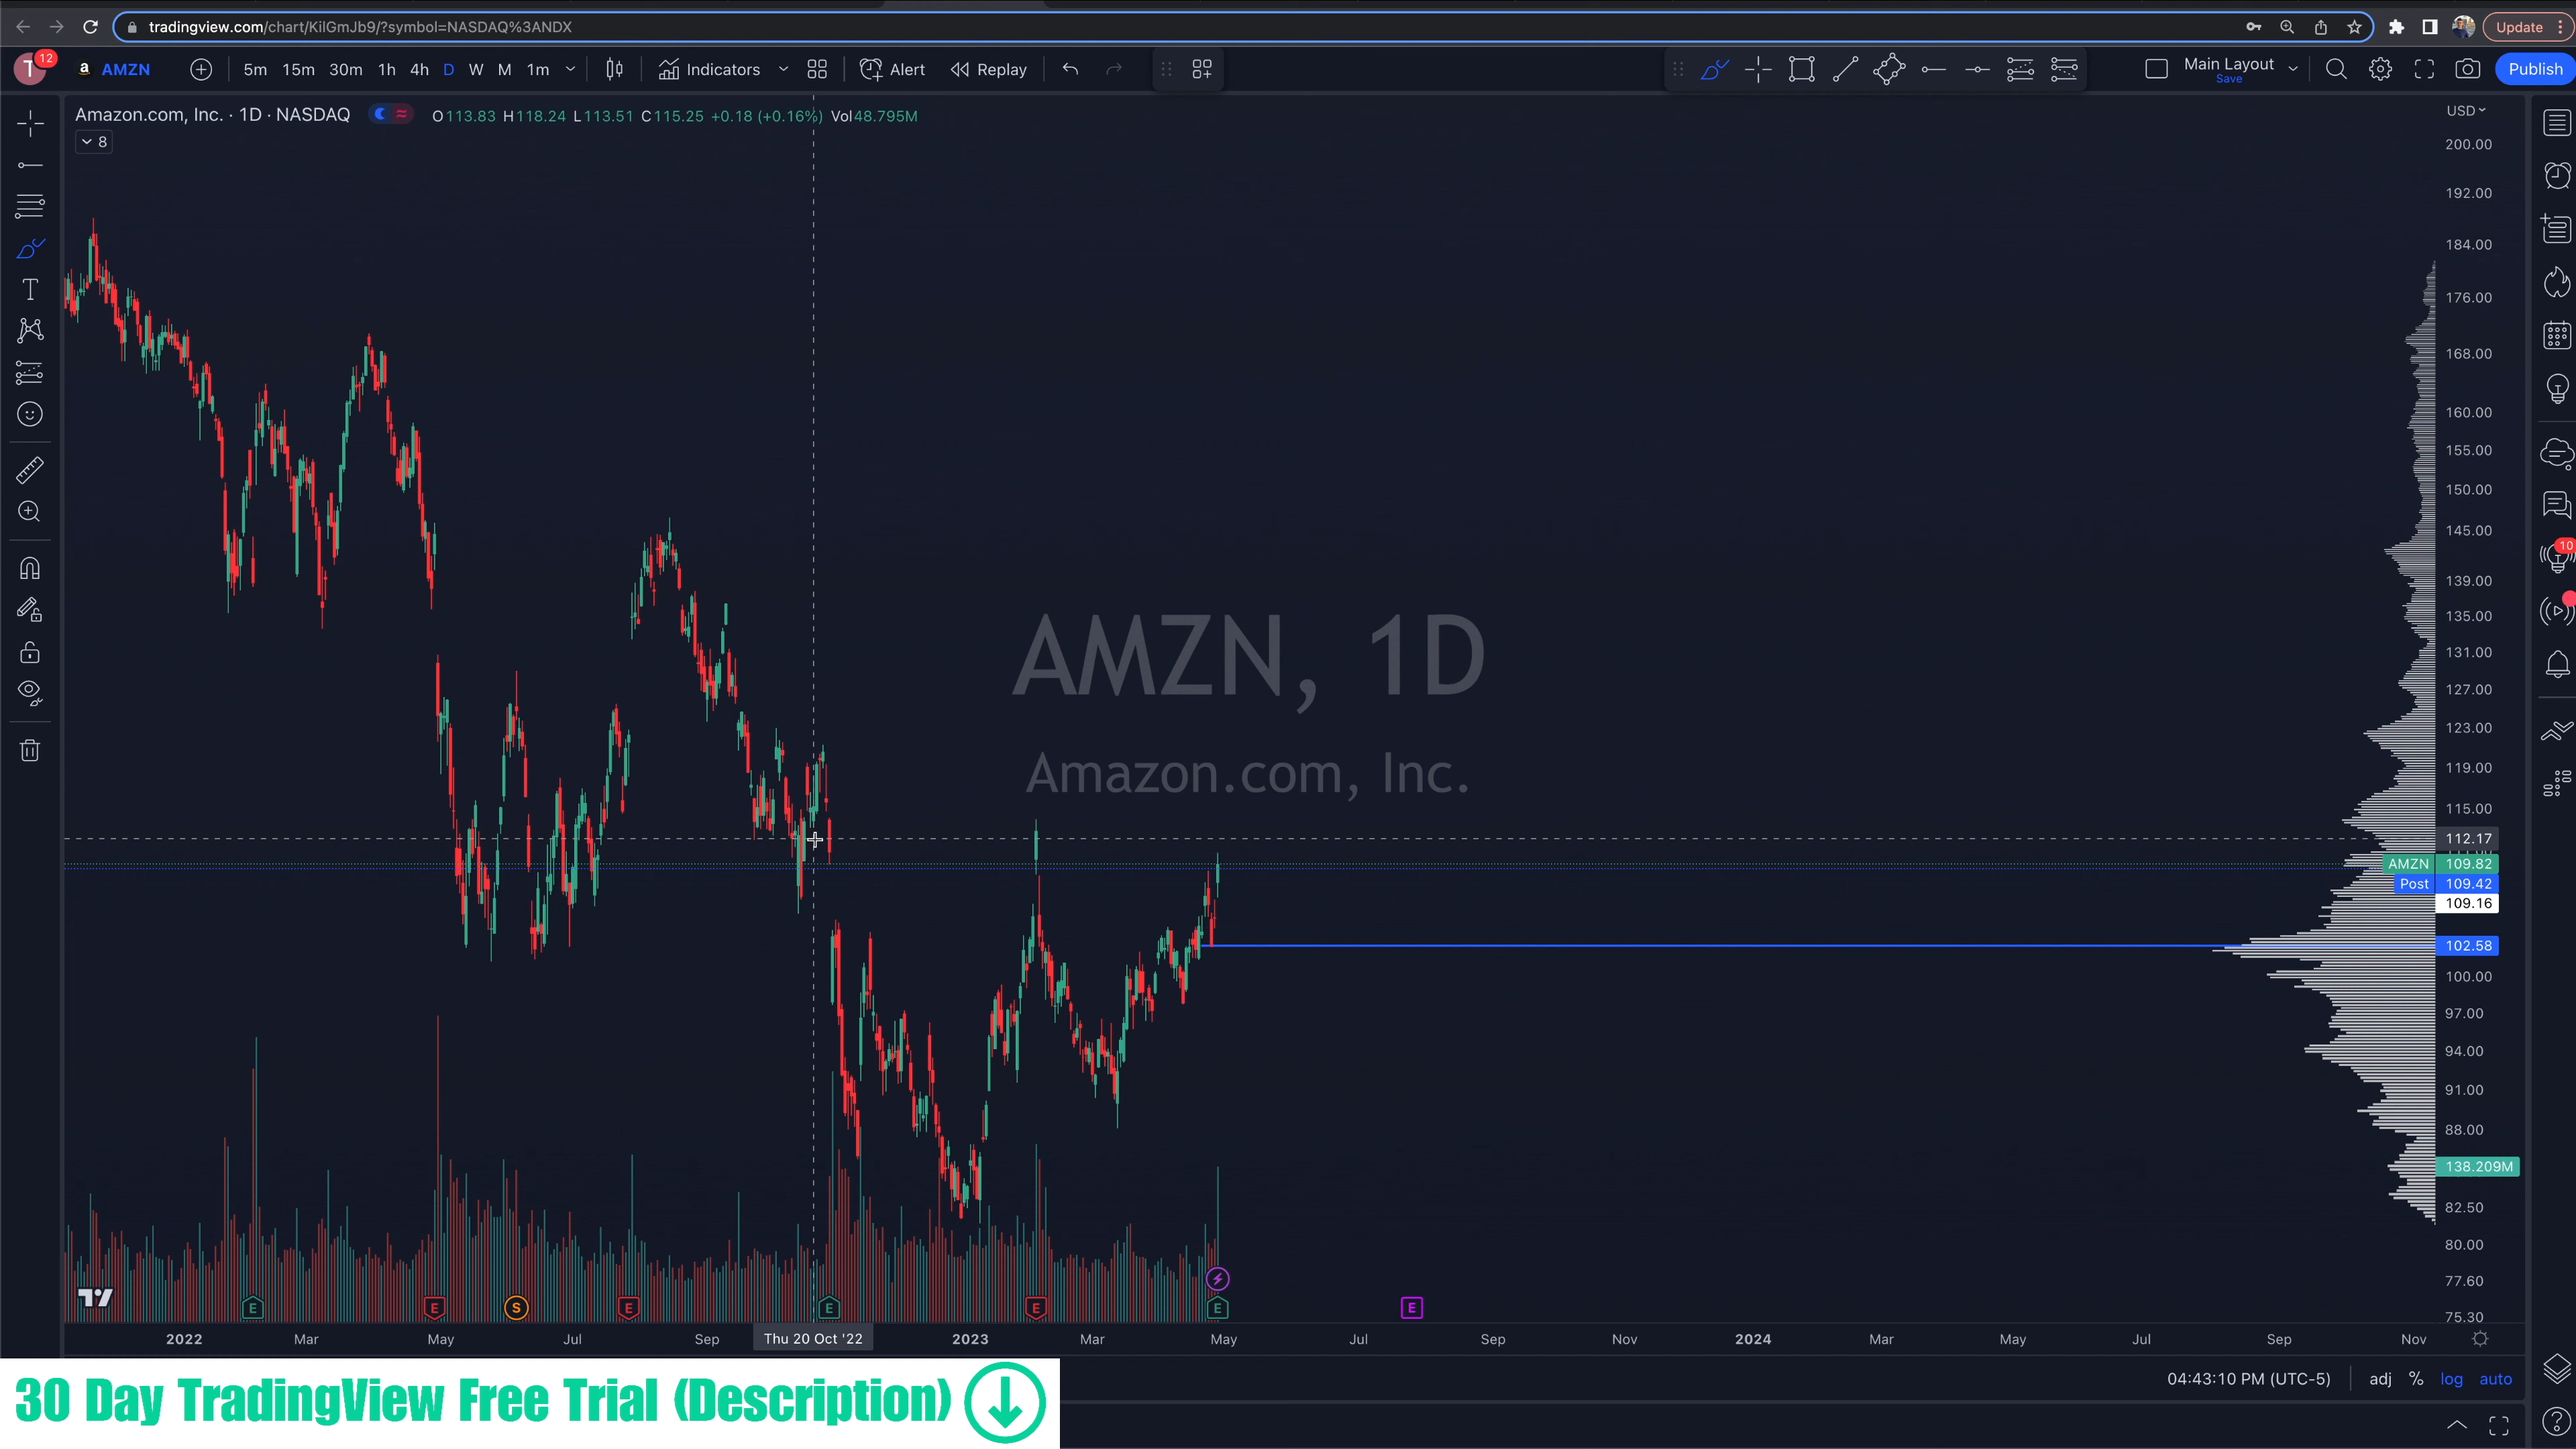 tradingview.com/chart/KilGmJb9/?symbol=NASDAQ%3ANDX
Update
T 12 a AMZN 5m 15m 30m 1h 4h D W M 1m Indicators Alert Replay Main Layout Save Publish
Amazon.com, Inc. · 1D · NASDAQ O113.83 H118.24 L113.51 C115.25 +0.18 (+0.16%) Vol48.795M
8
USD
200.00
192.00
184.00
176.00
168.00
160.00
155.00
150.00
145.00
10
139.00
135.00
131.00
127.00
123.00
119.00
115.00
AMZN, 1D
Amazon.com, Inc.
112.17
AMZN 109.82
Post 109.42
109.16
102.58
100.00
97.00
94.00
91.00
88.00
138.209M
82.50
80.00
77.60
75.30
E E S E E E E E
2022 Mar May Jul Sep Thu 20 Oct '22 2023 Mar May Jul Sep Nov 2024 Mar May Jul Sep Nov
04:43:10 PM (UTC-5) adj % log auto
30 Day TradingView Free Trial (Description)